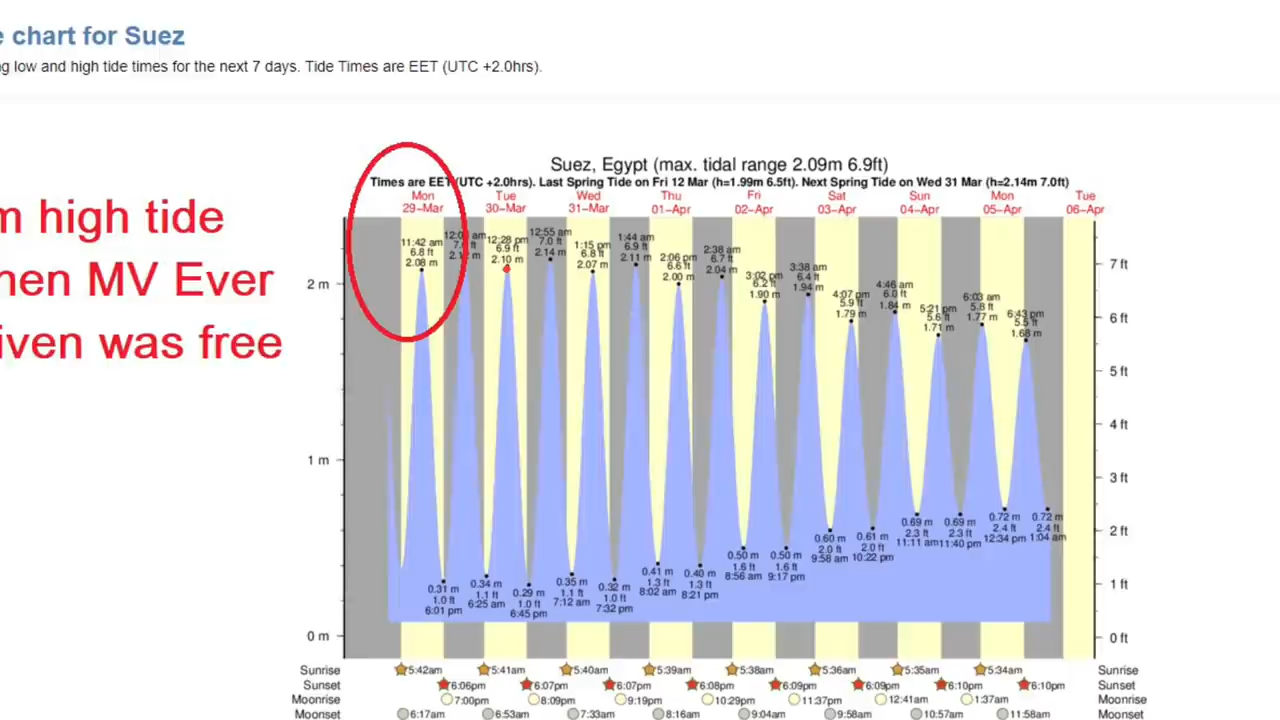 e chart for Suez
ng low and high tide times for the next 7 days. Tide Times are EET (UTC +2.0hrs).
m high tide
hen MV Ever
iven was free
Suez, Egypt (max. tidal range 2.09m 6.9ft)
Times are EET (UTC +2.0hrs). Last Spring Tide on Fri 12 Mar (h=1.99m 6.5ft). Next Spring Tide on Wed 31 Mar (h=2.14m 7.0ft)
Mon Tue Wed Thu Fri Sat Sun Mon Tue
29-Mar 30-Mar 31-Mar 01-Apr 02-Apr 03-Apr 04-Apr 05-Apr 06-Apr
11:42 am
6.8 ft
2.08 m
12:28 pm
6.9 ft
2.10 m
12:55 am
7.0 ft
2.14 m
1:15 pm
6.8 ft
2.07 m
1:44 am
6.9 ft
2.11 m
2:06 pm
6.6 ft
2.00 m
2:38 am
6.7 ft
2.04 m
3:02 pm
6.2 ft
1.90 m
3:38 am
6.4 ft
1.94 m
4:07 pm
5.9 ft
1.79 m
4:46 am
6.0 ft
1.84 m
5:21 pm
5.6 ft
1.71 m
6:03 am
5.8 ft
1.77 m
6:43 pm
5.5 ft
1.68 m
2 m
1 m
0 m
7 ft
6 ft
5 ft
4 ft
3 ft
2 ft
1 ft
0 ft
0.31 m
1.0 ft
6:01 pm
0.34 m
1.1 ft
6:25 am
0.29 m
1.0 ft
6:45 pm
0.35 m
1.1 ft
7:12 am
0.32 m
1.0 ft
7:32 pm
0.41 m
1.3 ft
8:02 am
0.40 m
1.3 ft
8:21 pm
0.50 m
1.6 ft
8:56 am
0.50 m
1.6 ft
9:17 pm
0.60 m
2.0 ft
9:58 am
0.61 m
2.0 ft
10:22 pm
0.69 m
2.3 ft
11:11 am
0.69 m
2.3 ft
11:40 pm
0.72 m
2.4 ft
12:34 pm
0.72 m
2.4 ft
1:04 am
Sunrise 5:42am 5:41am 5:40am 5:39am 5:38am 5:36am 5:35am 5:34am Sunrise
Sunset 6:06pm 6:07pm 6:07pm 6:08pm 6:09pm 6:09pm 6:10pm 6:10pm Sunset
Moonrise 7:00pm 8:09pm 9:19pm 10:29pm 11:37pm 12:41am 1:37am Moonrise
Moonset 6:17am 6:53am 7:33am 8:16am 9:04am 9:58am 10:57am 11:58am Moonset